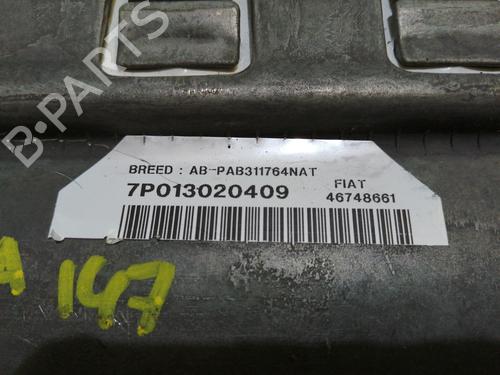 B-PARTS
BREED : AB-PAB311764NAT
7P013020409
FIAT
46748661
A 147